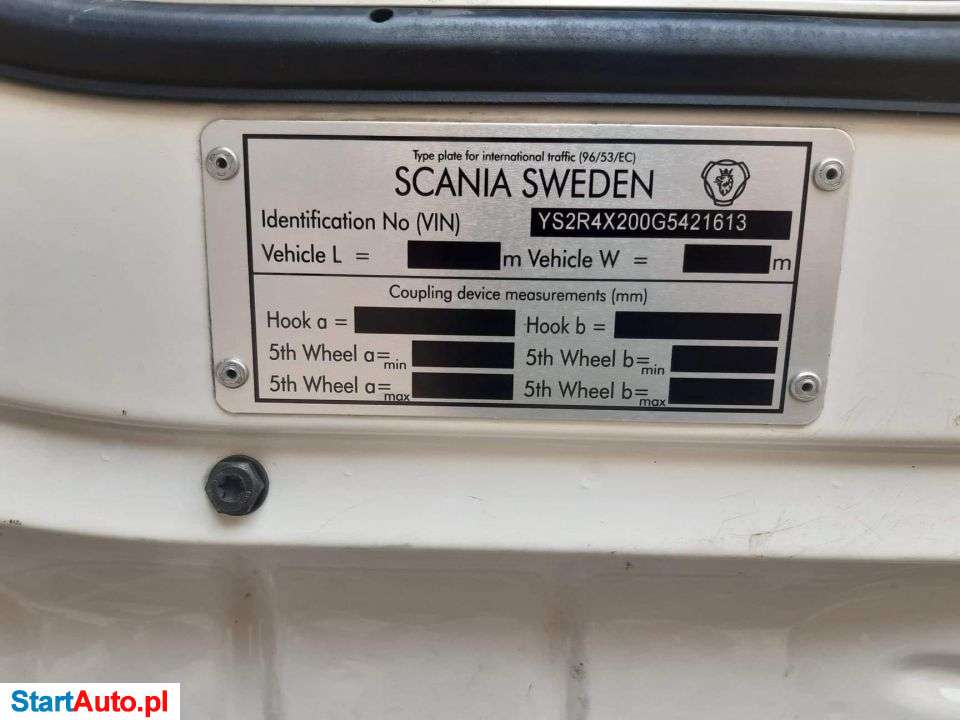 Type plate for international traffic (96/53/EC)
SCANIA SWEDEN
Identification No (VIN) YS2R4X200G5421613
Vehicle L = m Vehicle W = m
Coupling device measurements (mm)
Hook a = Hook b =
5th Wheel a=min 5th Wheel b=min
5th Wheel a=max 5th Wheel b=max
StartAuto.pl